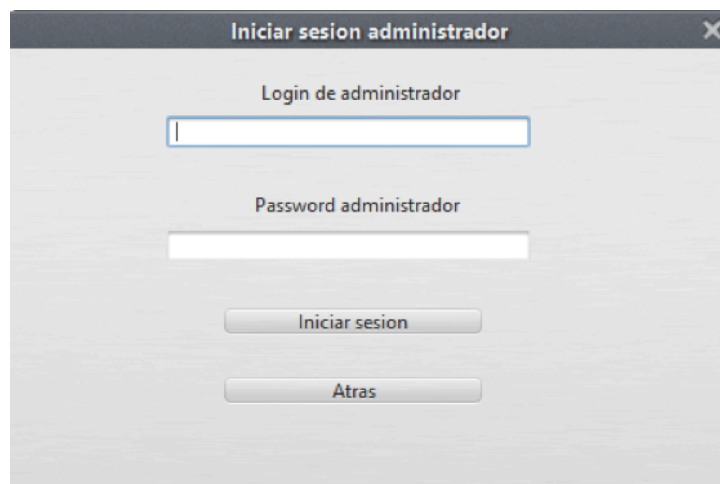 Iniciar sesion administrador
Login de administrador
Password administrador
Iniciar sesion
Atras